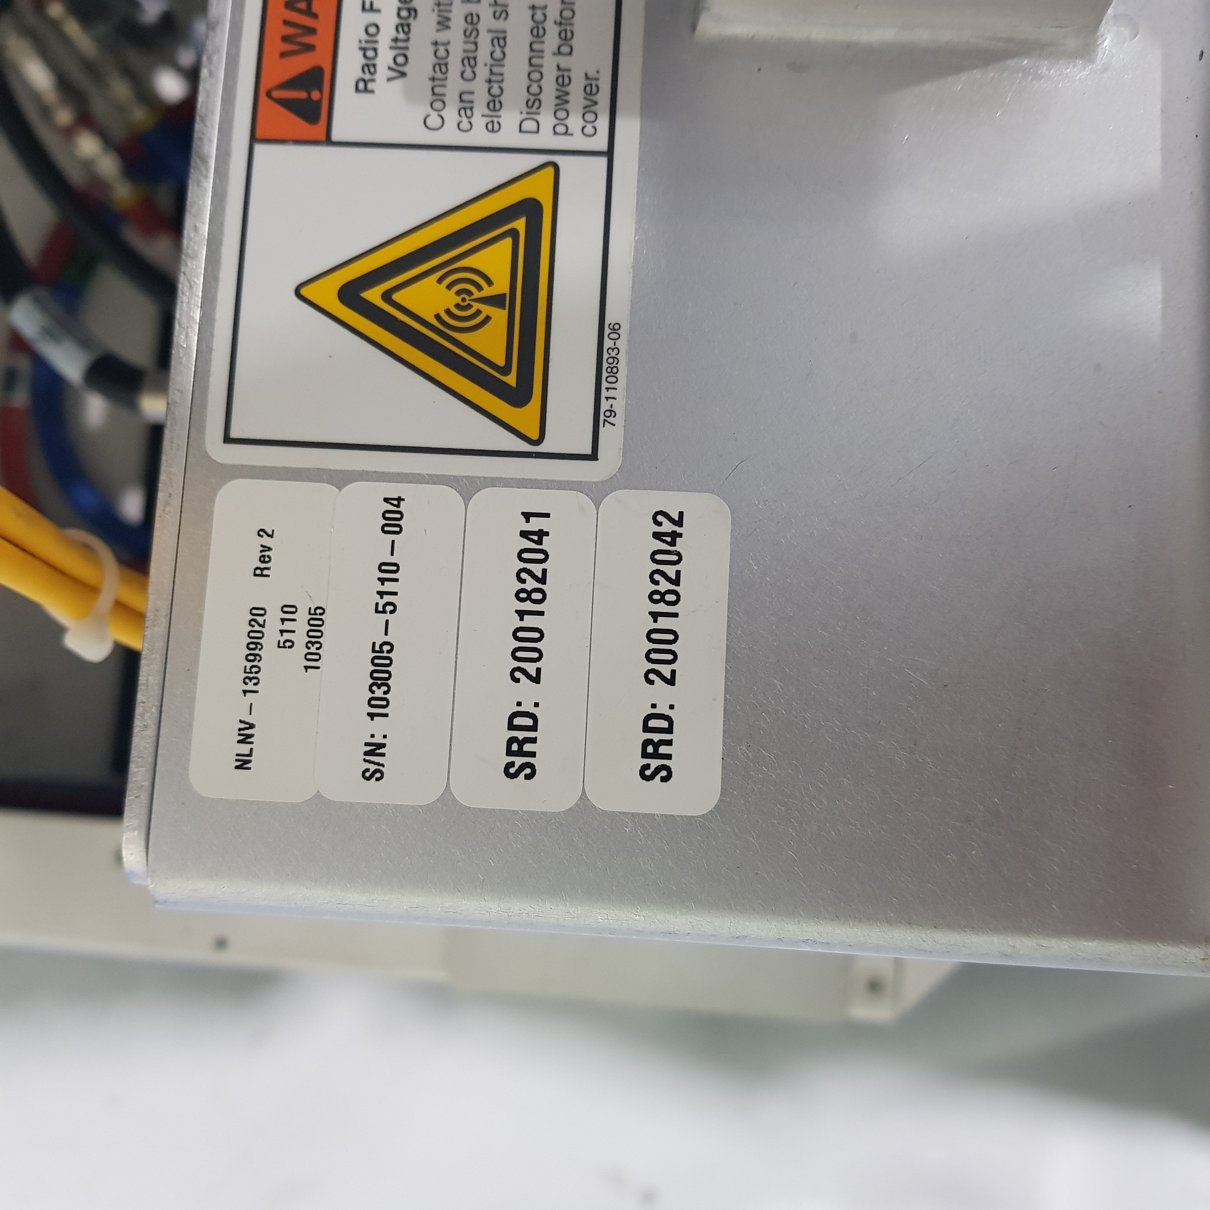 WA
Radio F
Voltage
Contact wit
can cause b
electrical sh
Disconnect
power befor
cover.
79-110893-06
NLNV-13599020 Rev 2
5110
103005
S/N: 103005-5110-004
SRD: 200182041
SRD: 200182042